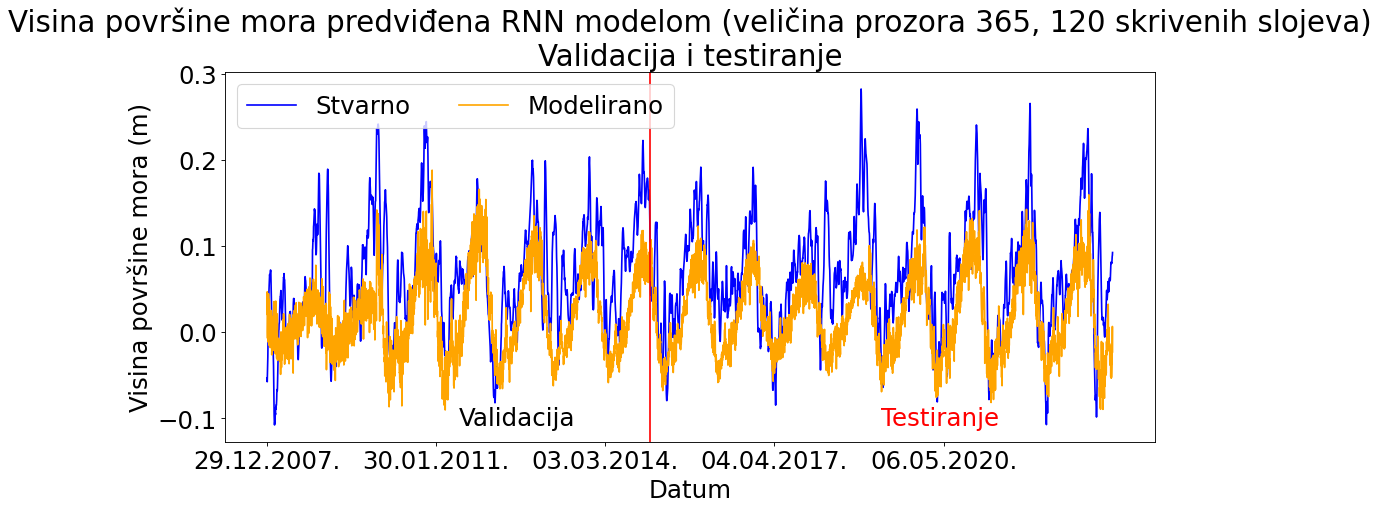 Visina površine mora predviđena RNN modelom (veličina prozora 365, 120 skrivenih slojeva)
Validacija i testiranje
Stvarno
Modelirano
Visina površine mora (m)
0.3
0.2
0.1
0.0
−0.1
Validacija
Testiranje
29.12.2007.
30.01.2011.
03.03.2014.
04.04.2017.
06.05.2020.
Datum